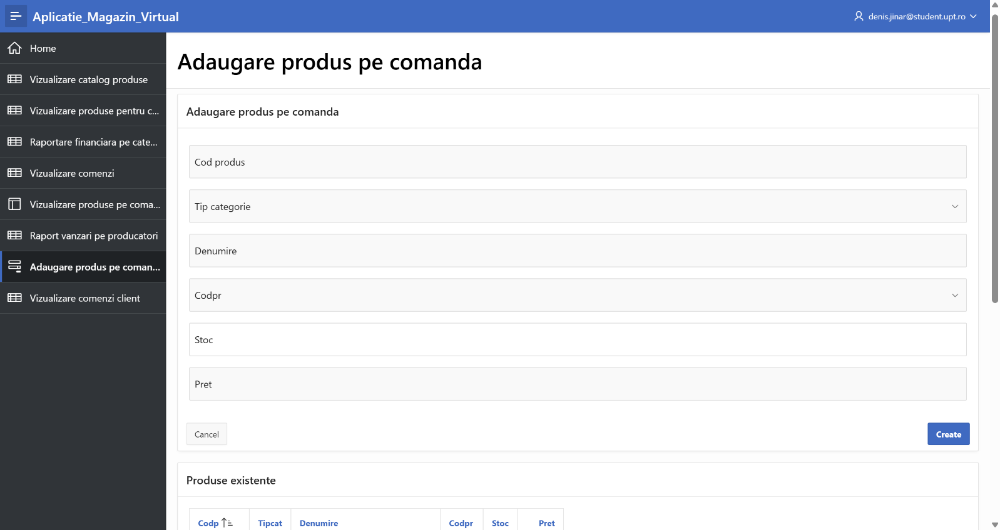 Aplicatie_Magazin_Virtual
denis.jinar@student.upt.ro
Home
Vizualizare catalog produse
Vizualizare produse pentru c...
Raportare financiara pe cate...
Vizualizare comenzi
Vizualizare produse pe coma...
Raport vanzari pe producatori
Adaugare produs pe coman...
Vizualizare comenzi client
Adaugare produs pe comanda
Adaugare produs pe comanda
Cod produs
Tip categorie
Denumire
Codpr
Stoc
Pret
Cancel
Create
Produse existente
Codp Tipcat Denumire Codpr Stoc Pret